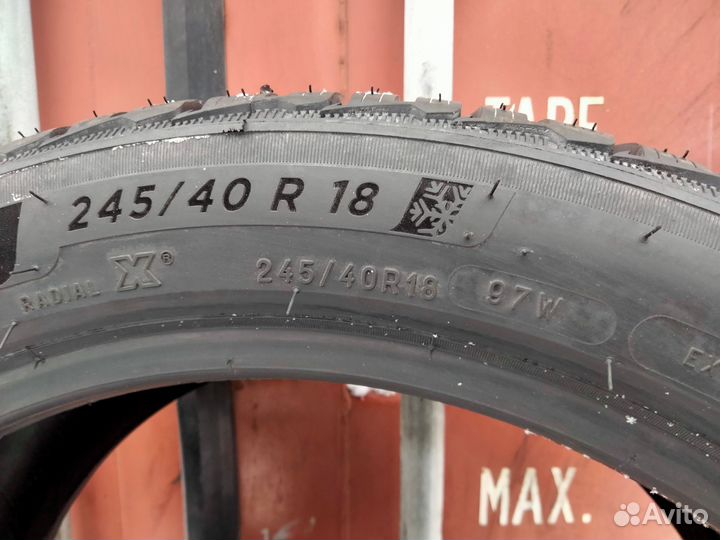 TARE
245/40 R 18
RADIAL X® 245/40R18 97W
EX
MAX.
Avito